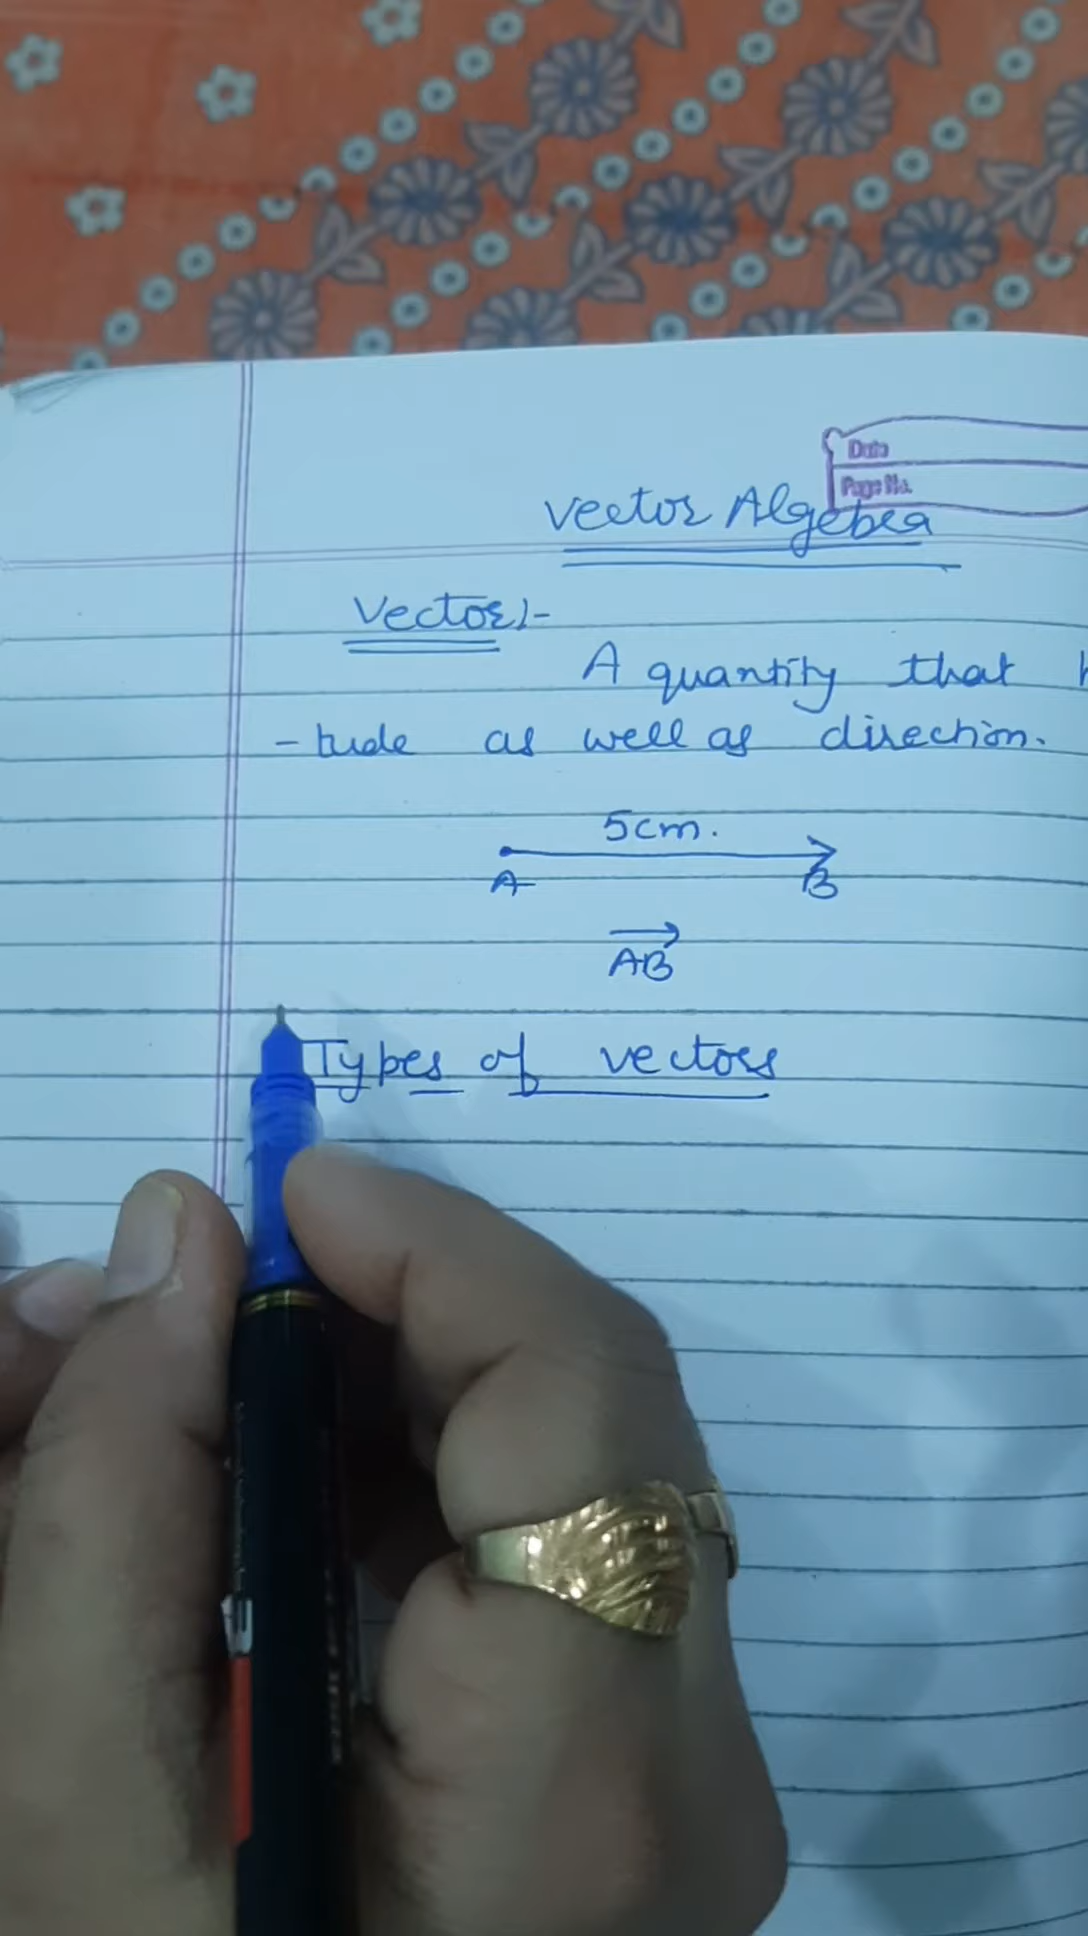 Date
Page No.
Vector Algebra
Vector:-
A quantity that
-tude as well as direction.
5cm.
A B
AB
Types of vectors